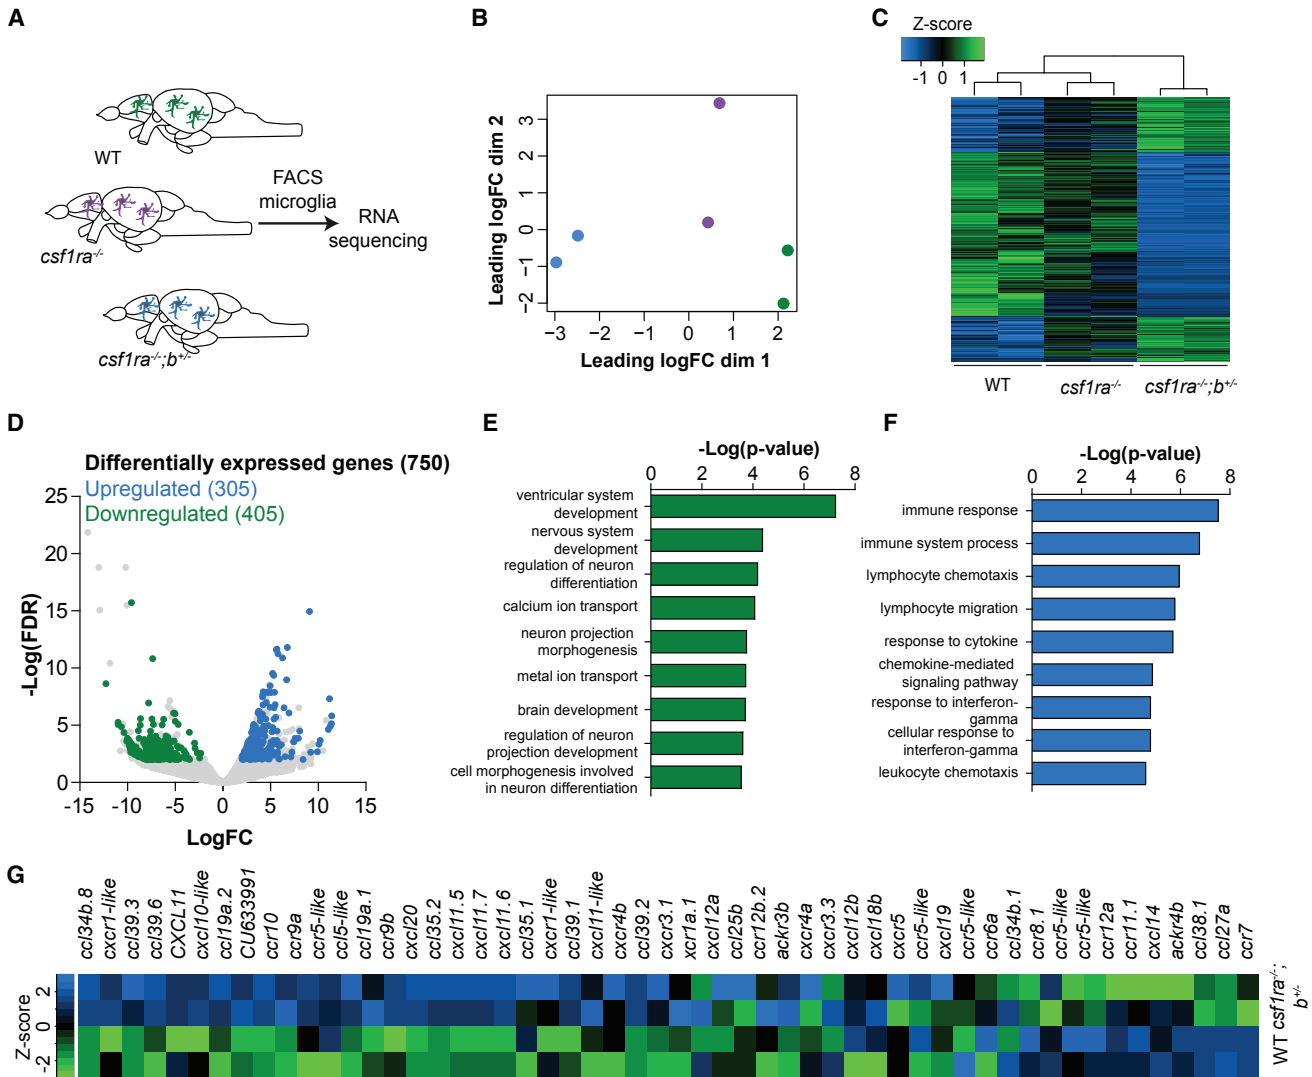 A
WT
csf1ra-/-
csf1ra-/-;b+/-
FACS
microglia
RNA
sequencing
B
Leading logFC dim 2
3
2
1
0
−1
−2
−3
−2
−1
0
1
2
Leading logFC dim 1
C
Z-score
-1 0 1
WT
csf1ra-/-
csf1ra-/-;b+/-
D
Differentially expressed genes (750)
Upregulated (305)
Downregulated (405)
-Log(FDR)
25
20
15
10
5
0
-15
-10
-5
0
5
10
15
LogFC
E
-Log(p-value)
0 2 4 6 8
ventricular system
development
nervous system
development
regulation of neuron
differentiation
calcium ion transport
neuron projection
morphogenesis
metal ion transport
brain development
regulation of neuron
projection development
cell morphogenesis involved
in neuron differentiation
F
-Log(p-value)
0 2 4 6 8
immune response
immune system process
lymphocyte chemotaxis
lymphocyte migration
response to cytokine
chemokine-mediated
signaling pathway
response to interferon-
gamma
cellular response to
interferon-gamma
leukocyte chemotaxis
G
ccl34b.8
cxcr1-like
ccl39.3
ccl39.6
CXCL11
cxcl10-like
ccl19a.2
CU633991
ccr10
ccr9a
ccr5-like
ccl5-like
ccl19a.1
ccr9b
cxcl20
ccl35.2
cxcl11.5
cxcl11.7
cxcl11.6
ccl35.1
cxcr1-like
ccl39.1
cxcl11-like
cxcr4b
ccl39.2
cxcr3.1
xcr1a.1
cxcl12a
ccl25b
ccr12b.2
ackr3b
cxcr4a
cxcr3.3
cxcl12b
cxcl18b
cxcr5
ccr5-like
cxcl19
ccr5-like
ccr6a
ccl34b.1
ccr8.1
ccr5-like
ccr5-like
ccr12a
ccr11.1
cxcl14
ackr4b
ccl38.1
ccl27a
ccr7
Z-score
2
0
-2
WT csf1ra-/-;
b+/-